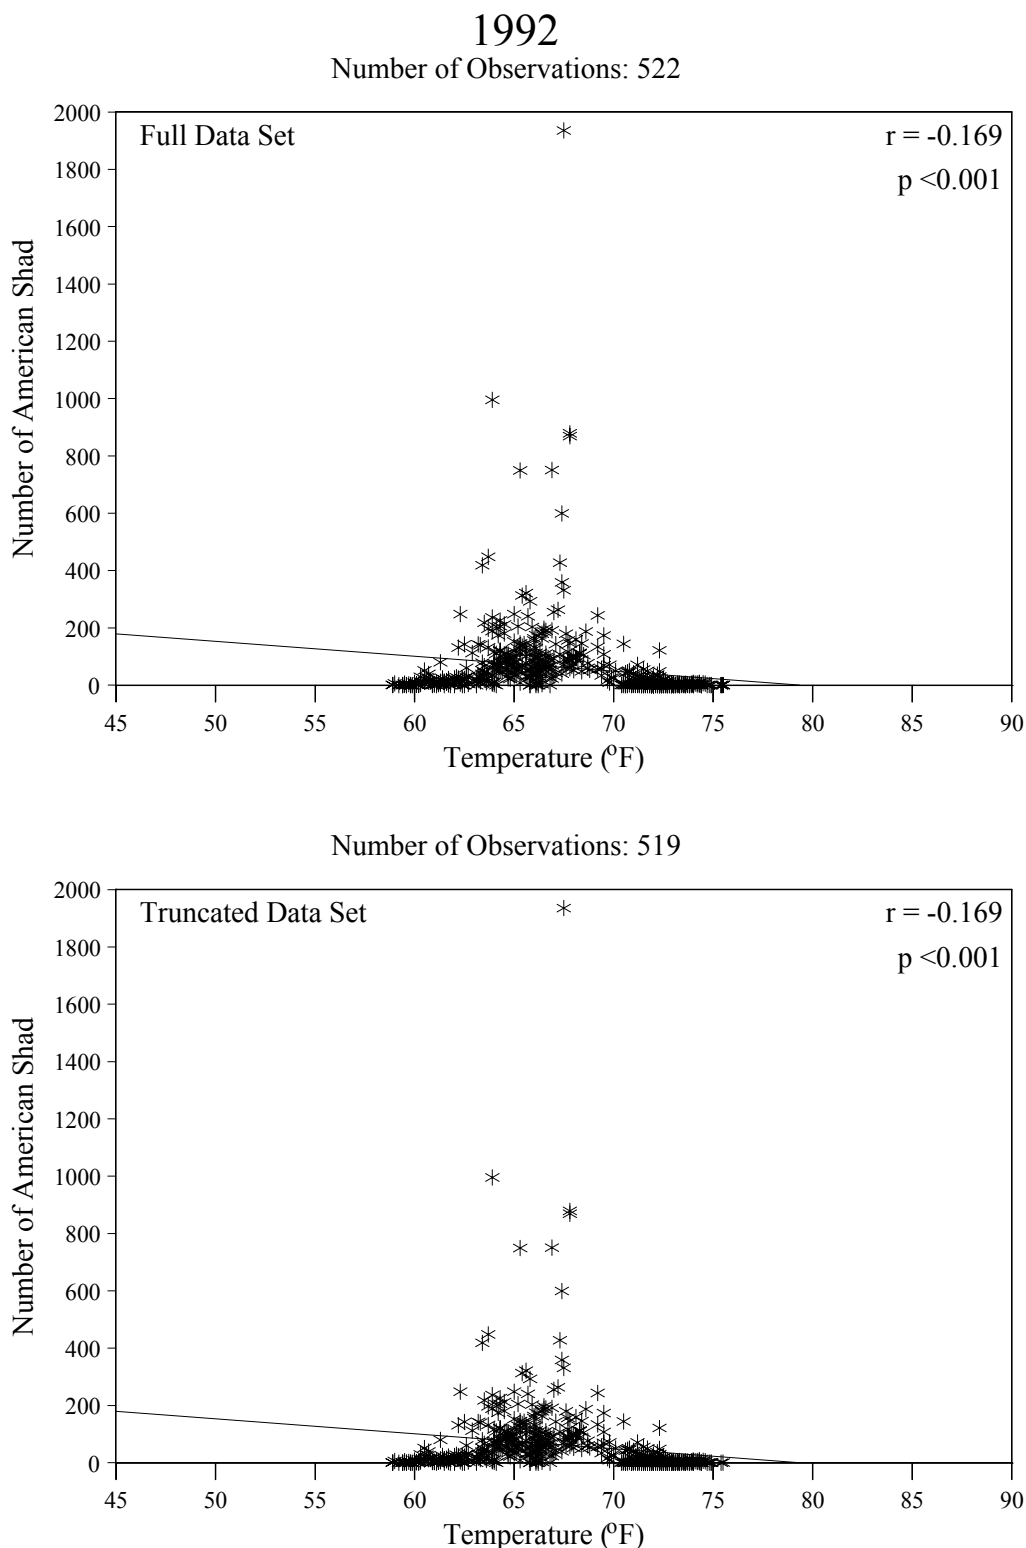 1992
Number of Observations: 522
Full Data Set
r = -0.169
p <0.001
2000
1800
1600
1400
1200
1000
800
600
400
200
0
Number of American Shad
45 50 55 60 65 70 75 80 85 90
Temperature (°F)
Number of Observations: 519
Truncated Data Set
r = -0.169
p <0.001
2000
1800
1600
1400
1200
1000
800
600
400
200
0
Number of American Shad
45 50 55 60 65 70 75 80 85 90
Temperature (°F)